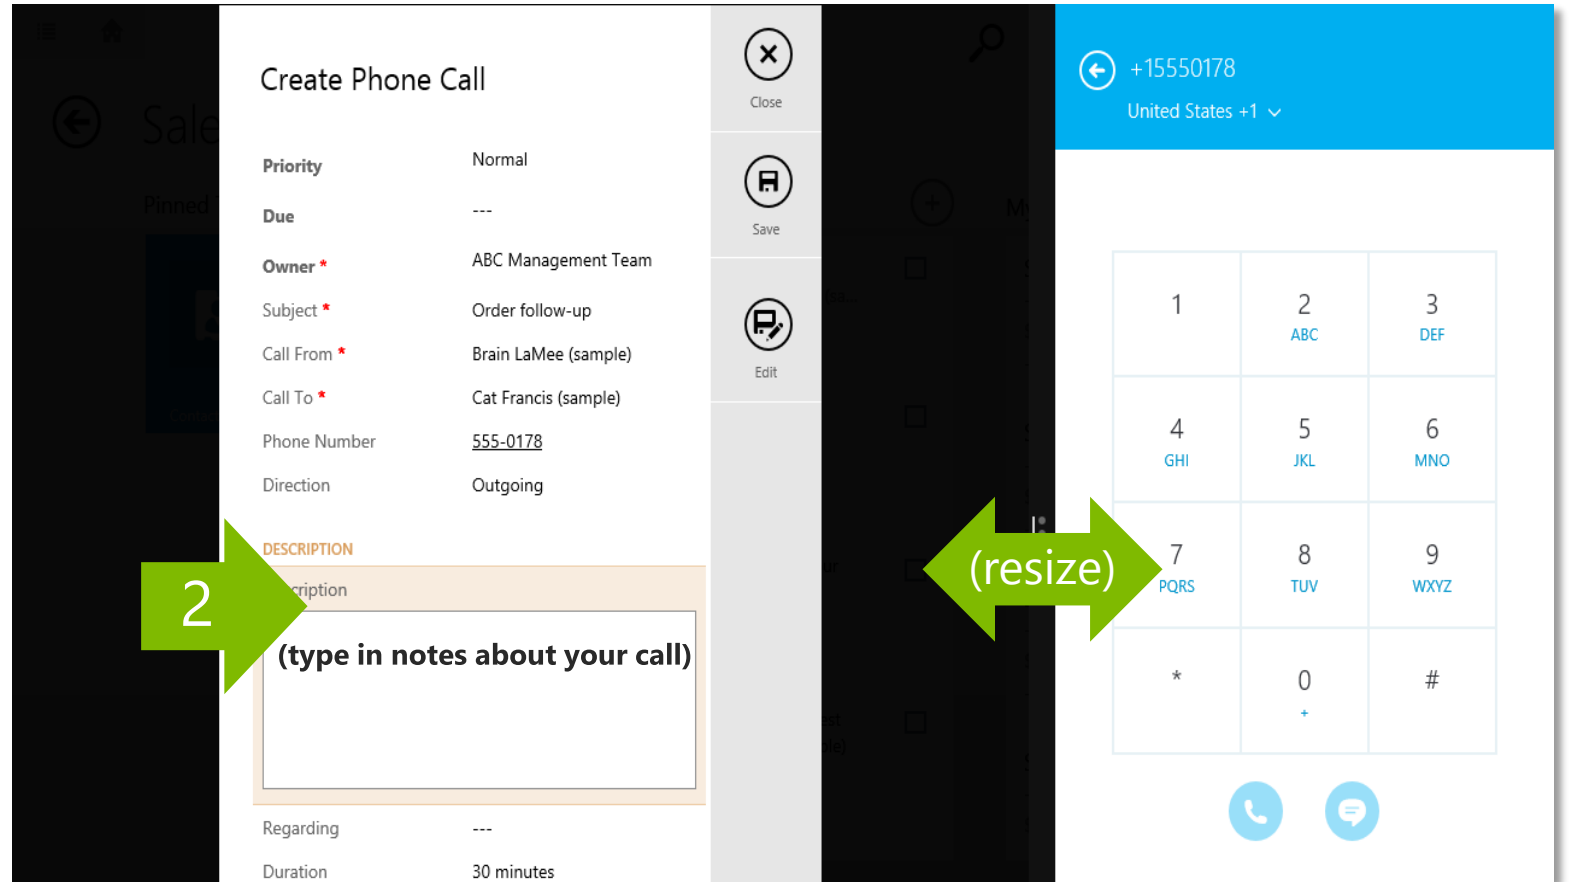 Create Phone Call
Priority Normal
Due ---
Owner * ABC Management Team
Subject * Order follow-up
Call From * Brain LaMee (sample)
Call To * Cat Francis (sample)
Phone Number 555-0178
Direction Outgoing
DESCRIPTION
2
(type in notes about your call)
Regarding ---
Duration 30 minutes
Close
Save
Edit
Sale
Pinned
(resize)
+15550178
United States +1
1
2
ABC
3
DEF
4
GHI
5
JKL
6
MNO
7
PQRS
8
TUV
9
WXYZ
*
0
+
#